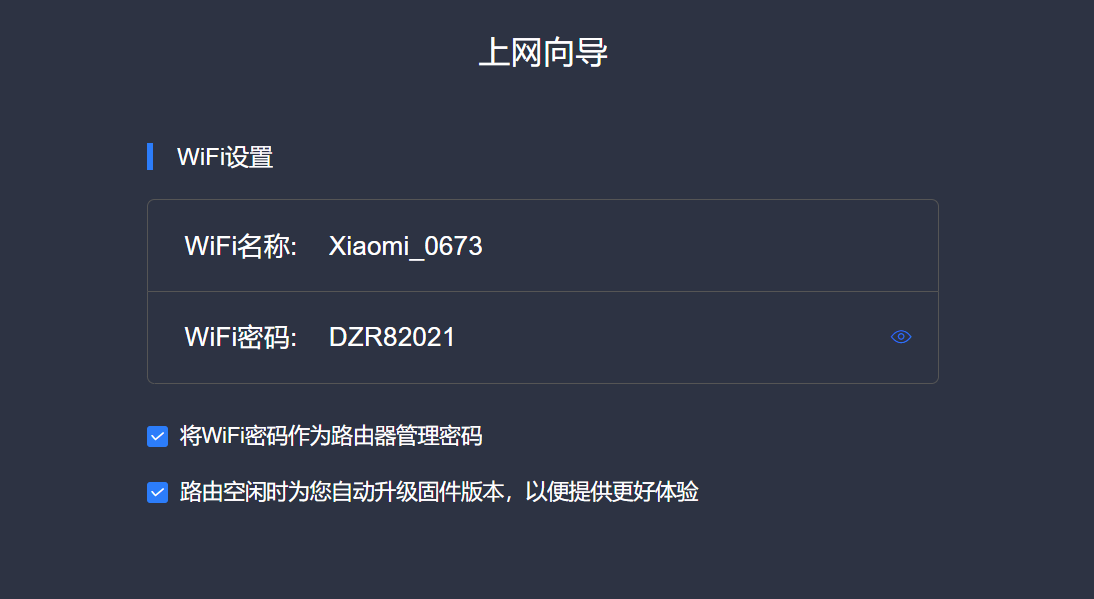 上网向导
WiFi设置
WiFi名称: Xiaomi_0673
WiFi密码: DZR82021
将WiFi密码作为路由器管理密码
路由空闲时为您自动升级固件版本，以便提供更好体验